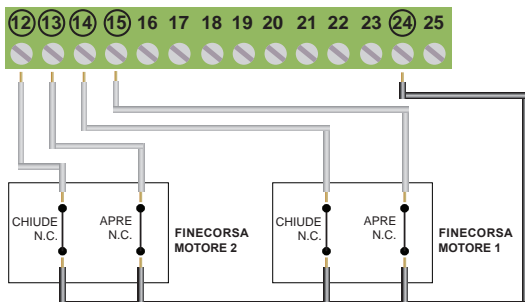 12 13 14 15 16 17 18 19 20 21 22 23 24 25
CHIUDE
N.C.
APRE
N.C.
FINECORSA
MOTORE 2
CHIUDE
N.C.
APRE
N.C.
FINECORSA
MOTORE 1